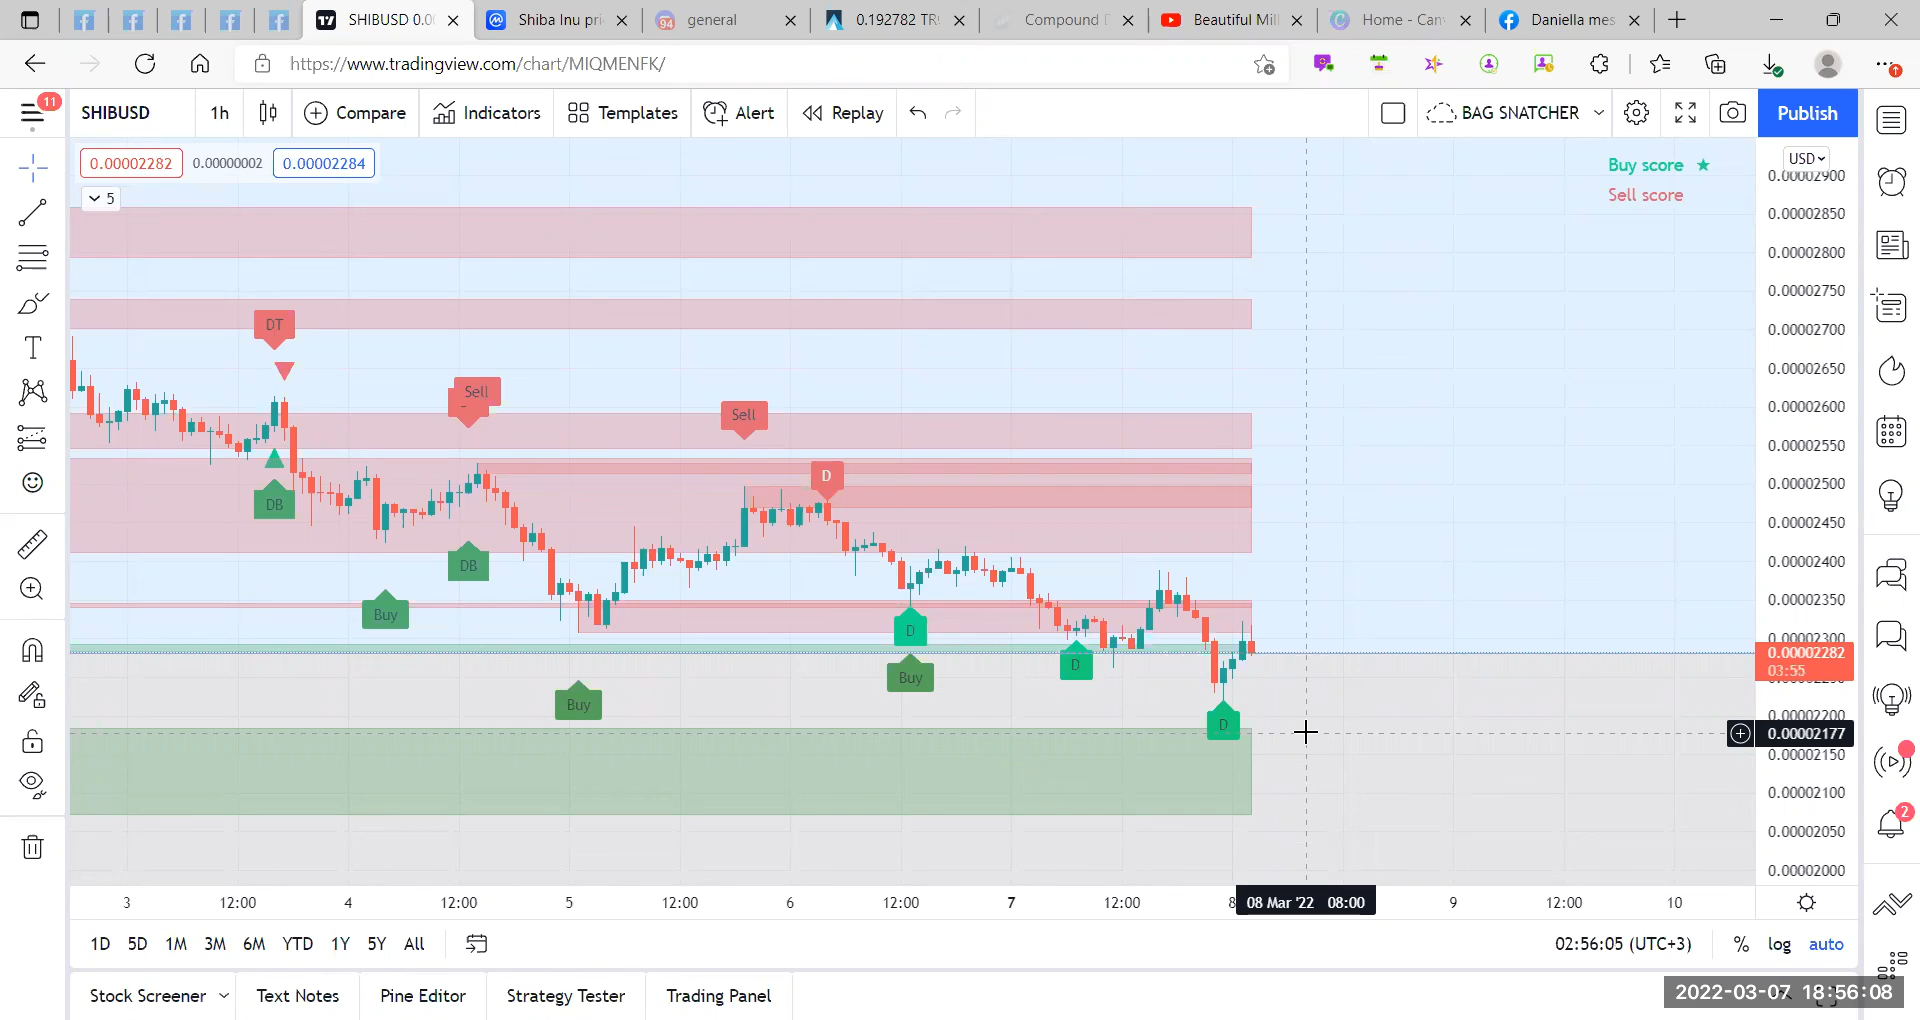 SHIBUSD 0.00
Shiba Inu pri
94
general
0.192782 TR
Compound
Beautiful Mil
Home - Can
Daniella mes
https://www.tradingview.com/chart/MIQMENFK/
11
SHIBUSD
1h
Compare
Indicators
Templates
Alert
Replay
BAG SNATCHER
Publish
0.00002282
0.00000002
0.00002284
5
Buy score ★
Sell score
USD
0.00002900
0.00002850
0.00002800
0.00002750
0.00002700
0.00002650
0.00002600
0.00002550
0.00002500
0.00002450
0.00002400
0.00002350
0.00002300
0.00002282
03:55
0.00002200
0.00002177
0.00002150
0.00002100
0.00002050
0.00002000
DT
DB
Sell
DB
Buy
Sell
D
Buy
D
Buy
D
D
2
3
12:00
4
12:00
5
12:00
6
12:00
7
12:00
8
08 Mar '22 08:00
9
12:00
10
1D
5D
1M
3M
6M
YTD
1Y
5Y
All
02:56:05 (UTC+3)
%
log
auto
Stock Screener
Text Notes
Pine Editor
Strategy Tester
Trading Panel
2022-03-07 18:56:08